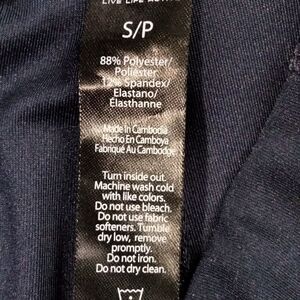 LIVE LIFE
S/P
88% Polyester/
Poliéster
12% Spandex/
Elastano/
Élasthanne
Made In Cambodia
Hecho En Camboya
Fabriqué Au Cambodge
Turn inside out.
Machine wash cold
with like colors.
Do not use bleach.
Do not use fabric
softeners. Tumble
dry low, remove
promptly.
Do not iron.
Do not dry clean.